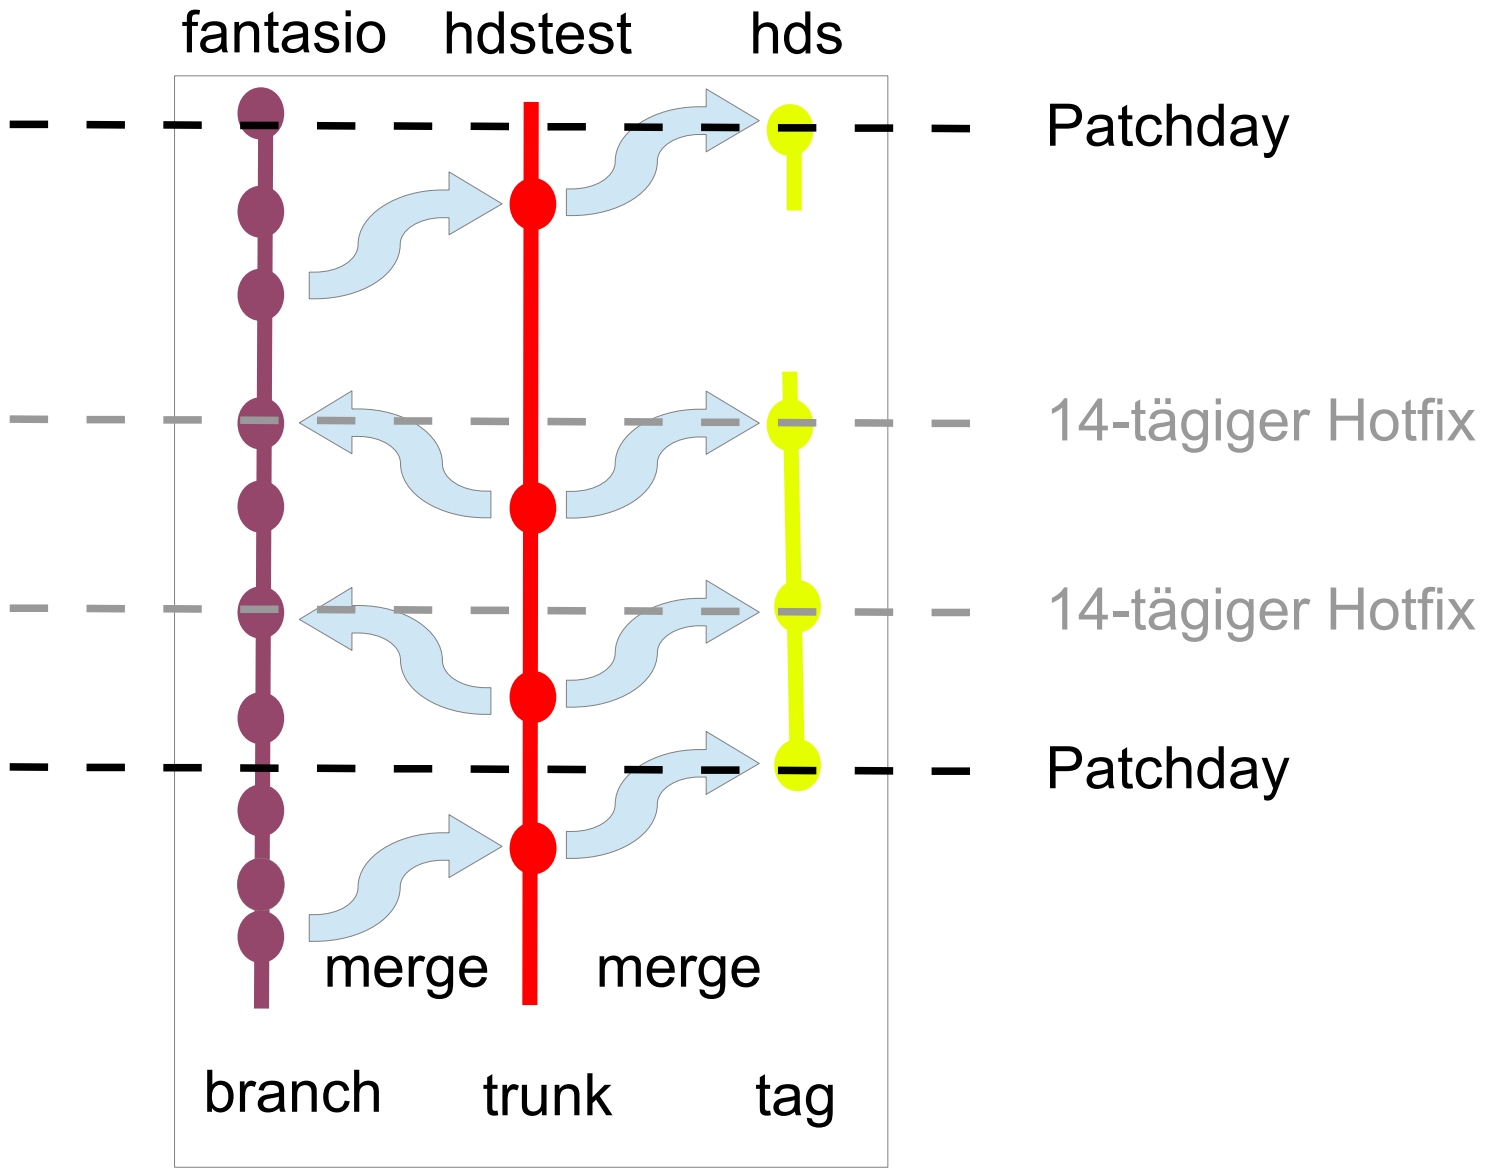 fantasio hdstest hds
Patchday
14-tägiger Hotfix
14-tägiger Hotfix
Patchday
merge merge
branch trunk tag